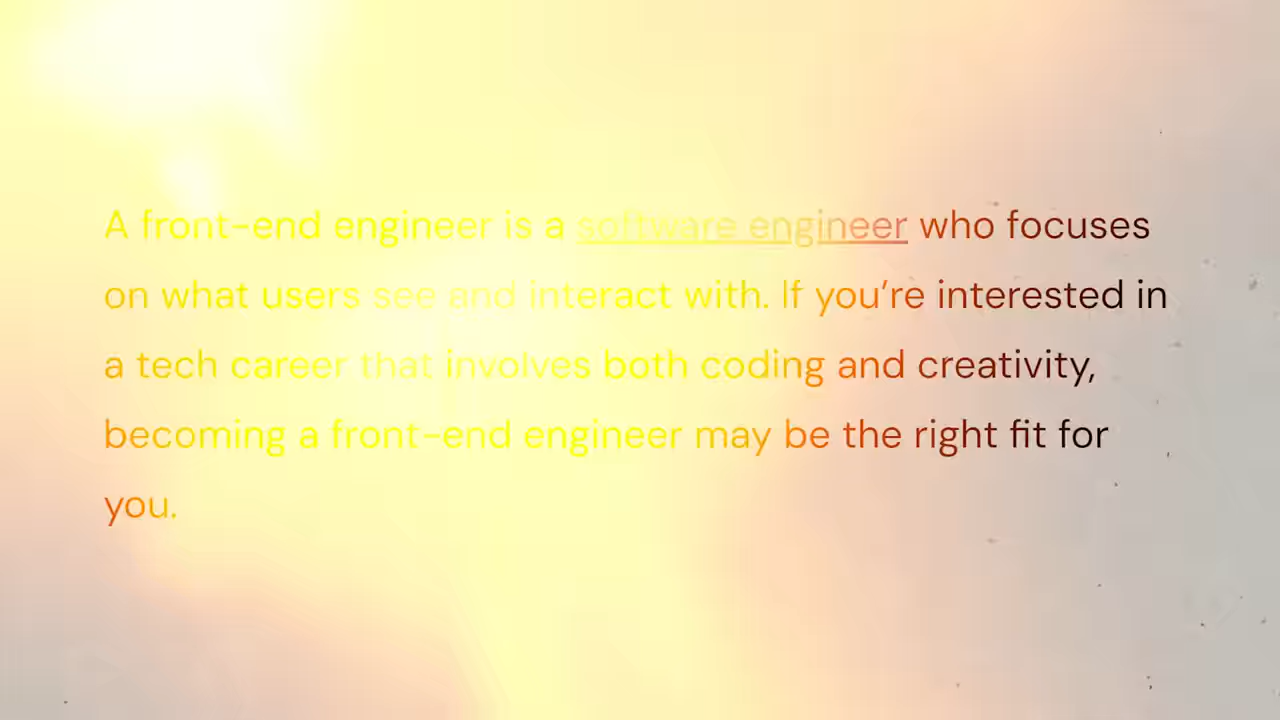 A front-end engineer is a software engineer who focuses
on what users see and interact with. If you’re interested in
a tech career that involves both coding and creativity,
becoming a front-end engineer may be the right fit for
you.